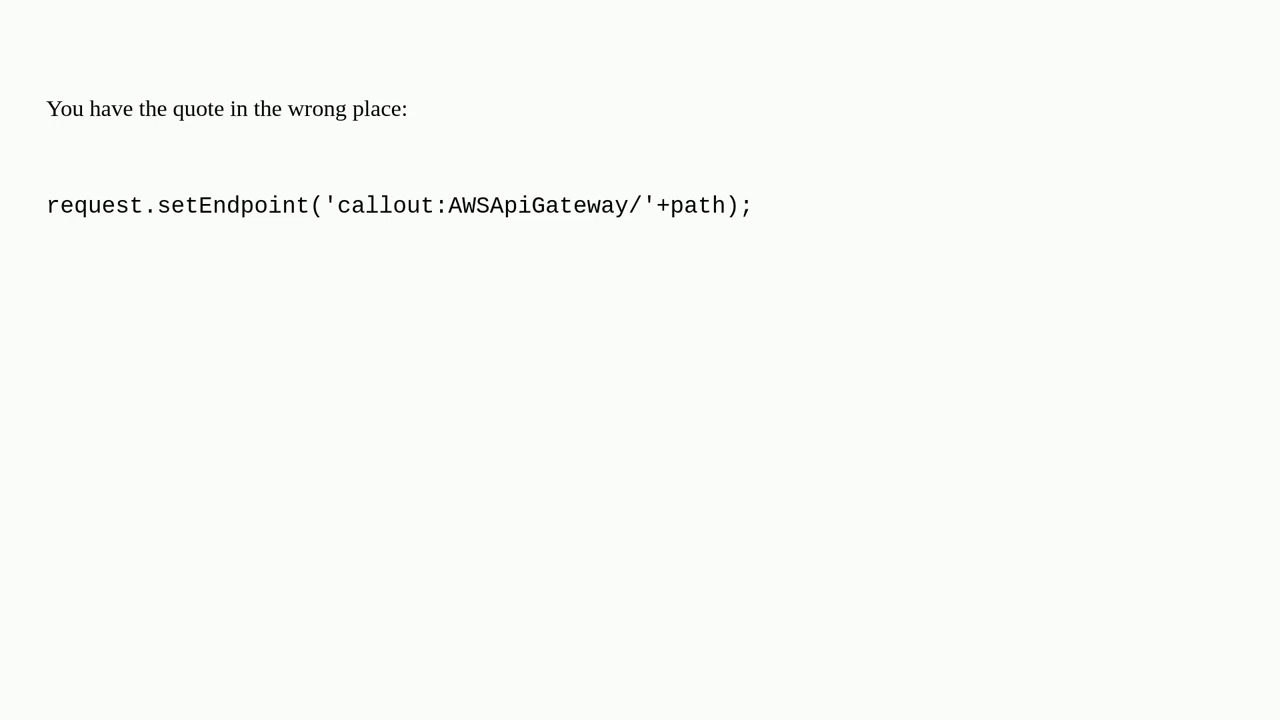 You have the quote in the wrong place:
request.setEndpoint('callout:AWSApiGateway/'+path);